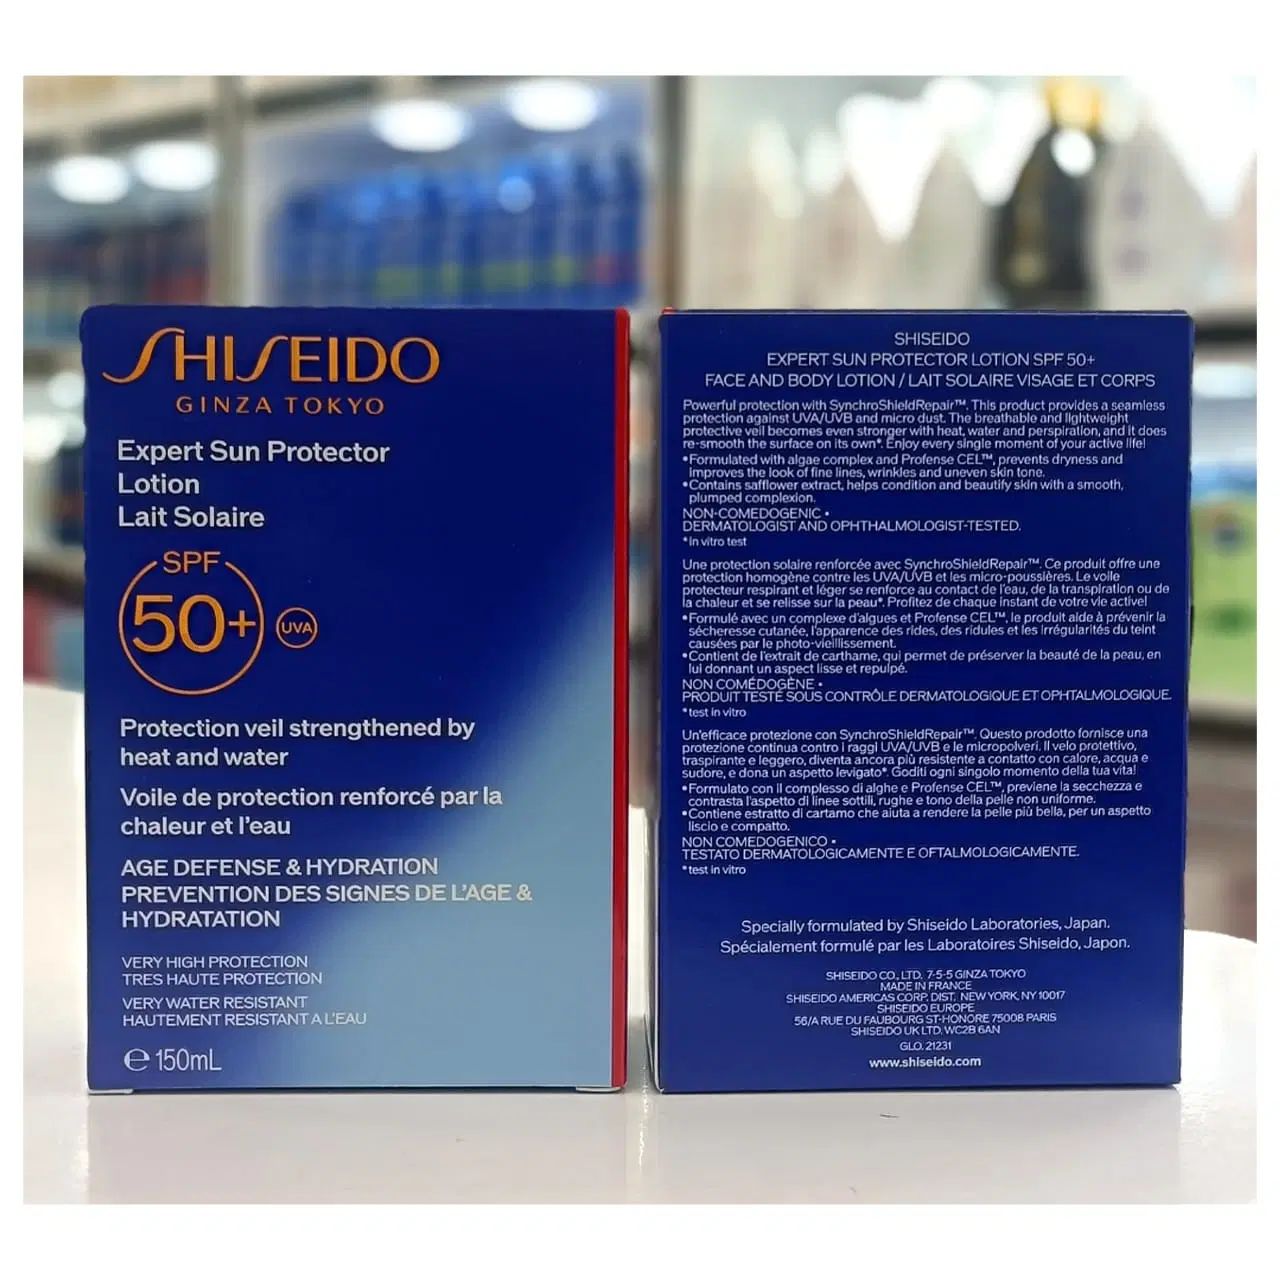 SHISEIDO
GINZA TOKYO
Expert Sun Protector
Lotion
Lait Solaire
SPF
50+
UVA
Protection veil strengthened by
heat and water
Voile de protection renforcé par la
chaleur et l'eau
AGE DEFENSE & HYDRATION
PREVENTION DES SIGNES DE L'AGE &
HYDRATATION
VERY HIGH PROTECTION
TRES HAUTE PROTECTION
VERY WATER RESISTANT
HAUTEMENT RESISTANT A L'EAU
℮ 150mL
SHISEIDO
EXPERT SUN PROTECTOR LOTION SPF 50+
FACE AND BODY LOTION / LAIT SOLAIRE VISAGE ET CORPS
Powerful protection with SynchroShieldRepair™. This product provides a seamless
protection against UVA/UVB and micro dust. The breathable and lightweight
protective veil becomes even stronger with heat, water and perspiration, and it does
re-smooth the surface on its own*. Enjoy every single moment of your active life!
•Formulated with algae complex and Profense CEL™, prevents dryness and
improves the look of fine lines, wrinkles and uneven skin tone.
•Contains safflower extract, helps condition and beautify skin with a smooth,
plumped complexion.
NON-COMEDOGENIC •
DERMATOLOGIST AND OPHTHALMOLOGIST-TESTED.
*in vitro test
Une protection solaire renforcée avec SynchroShieldRepair™. Ce produit offre une
protection homogène contre les UVA/UVB et les micro-poussières. Le voile
protecteur respirant et léger se renforce au contact de l'eau, de la transpiration ou de
la chaleur et se relisse sur la peau*. Profitez de chaque instant de votre vie active!
•Formulé avec un complexe d'algues et Profense CEL™, le produit aide à prévenir la
sécheresse cutanée, l'apparence des rides, des ridules et les irrégularités du teint
causées par le photo-vieillissement.
•Contient de l'extrait de carthame, qui permet de préserver la beauté de la peau, en
lui donnant un aspect lisse et repulpé.
NON COMÉDOGÈNE •
PRODUIT TESTÉ SOUS CONTRÔLE DERMATOLOGIQUE ET OPHTALMOLOGIQUE.
*test in vitro
Un'efficace protezione con SynchroShieldRepair™. Questo prodotto fornisce una
protezione continua contro i raggi UVA/UVB e le micropolveri. Il velo protettivo,
traspirante e leggero, diventa ancora più resistente a contatto con calore, acqua e
sudore, e dona un aspetto levigato*. Goditi ogni singolo momento della tua vita!
•Formulato con il complesso di alghe e Profense CEL™, previene la secchezza e
contrasta l'aspetto di linee sottili, rughe e tono della pelle non uniforme.
•Contiene estratto di cartamo che aiuta a rendere la pelle più bella, per un aspetto
liscio e compatto.
NON COMEDOGENICO •
TESTATO DERMATOLOGICAMENTE E OFTALMOLOGICAMENTE.
*test in vitro
Specially formulated by Shiseido Laboratories, Japan.
Spécialement formulé par les Laboratoires Shiseido, Japon.
SHISEIDO CO., LTD. 7-5-5 GINZA TOKYO
MADE IN FRANCE
SHISEIDO AMERICAS CORP. DIST. NEW YORK, NY 10017
SHISEIDO EUROPE
56/A RUE DU FAUBOURG ST-HONORE 75008 PARIS
SHISEIDO UK LTD. WC2B 6AN
GLO. 21231
www.shiseido.com